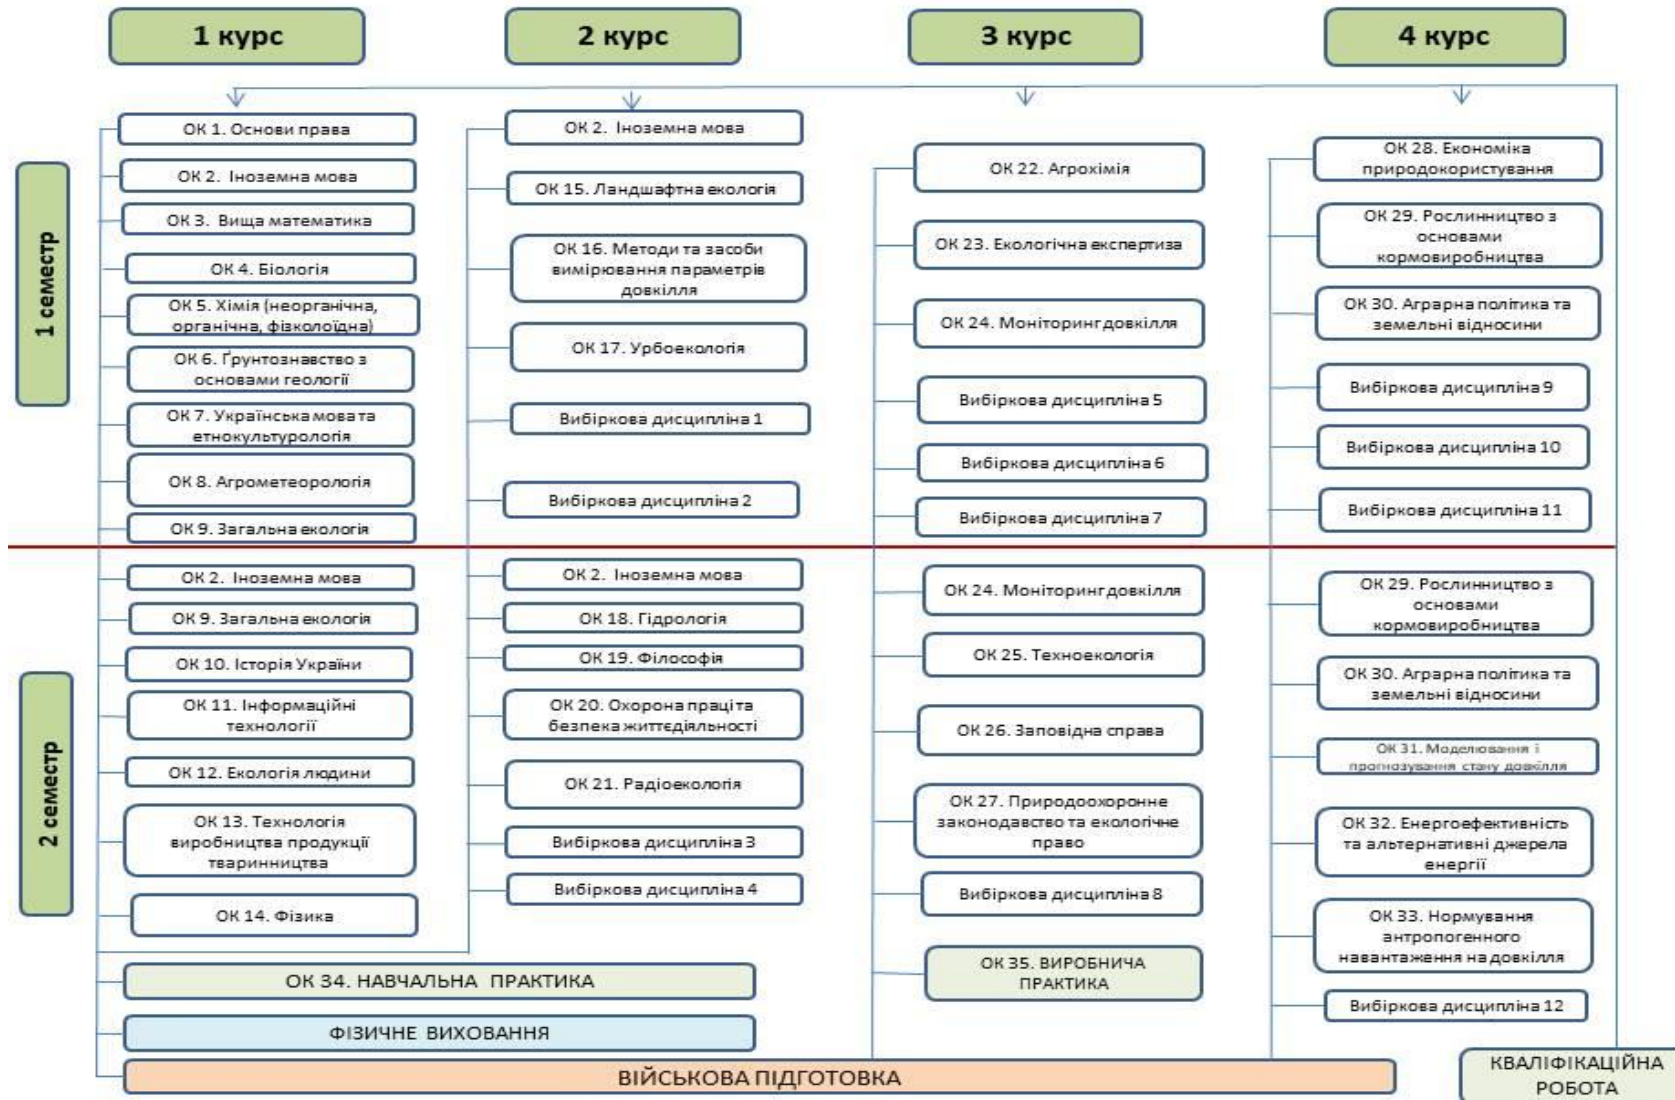 1 курс
2 курс
3 курс
4 курс
1 семестр
ОК 1. Основи права
ОК 2. Іноземна мова
ОК 3. Вища математика
ОК 4. Біологія
ОК 5. Хімія (неорганічна,
органічна, фізколоїдна)
ОК 6. Ґрунтознавство з
основами геології
ОК 7. Українська мова та
етнокультурологія
ОК 8. Агрометеорологія
ОК 9. Загальна екологія
ОК 2. Іноземна мова
ОК 15. Ландшафтна екологія
ОК 16. Методи та засоби
вимірювання параметрів
довкілля
ОК 17. Урбоекологія
Вибіркова дисципліна 1
Вибіркова дисципліна 2
ОК 22. Агрохімія
ОК 23. Екологічна експертиза
ОК 24. Моніторинг довкілля
Вибіркова дисципліна 5
Вибіркова дисципліна 6
Вибіркова дисципліна 7
ОК 28. Економіка
природокористування
ОК 29. Рослинництво з
основами
кормовиробництва
ОК 30. Аграрна політика та
земельні відносини
Вибіркова дисципліна 9
Вибіркова дисципліна 10
Вибіркова дисципліна 11
2 семестр
ОК 2. Іноземна мова
ОК 9. Загальна екологія
ОК 10. Історія України
ОК 11. Інформаційні
технології
ОК 12. Екологія людини
ОК 13. Технологія
виробництва продукції
тваринництва
ОК 14. Фізика
ОК 2. Іноземна мова
ОК 18. Гідрологія
ОК 19. Філософія
ОК 20. Охорона праці та
безпека життєдіяльності
ОК 21. Радіоекологія
Вибіркова дисципліна 3
Вибіркова дисципліна 4
ОК 24. Моніторинг довкілля
ОК 25. Техноекологія
ОК 26. Заповідна справа
ОК 27. Природоохоронне
законодавство та екологічне
право
Вибіркова дисципліна 8
ОК 35. ВИРОБНИЧА
ПРАКТИКА
ОК 29. Рослинництво з
основами
кормовиробництва
ОК 30. Аграрна політика та
земельні відносини
ОК 31. Моделювання і
прогнозування стану довкілля
ОК 32. Енергоефективність
та альтернативні джерела
енергії
ОК 33. Нормування
антропогенного
навантаження на довкілля
Вибіркова дисципліна 12
ОК 34. НАВЧАЛЬНА ПРАКТИКА
ФІЗИЧНЕ ВИХОВАННЯ
ВІЙСЬКОВА ПІДГОТОВКА
КВАЛІФІКАЦІЙНА
РОБОТА